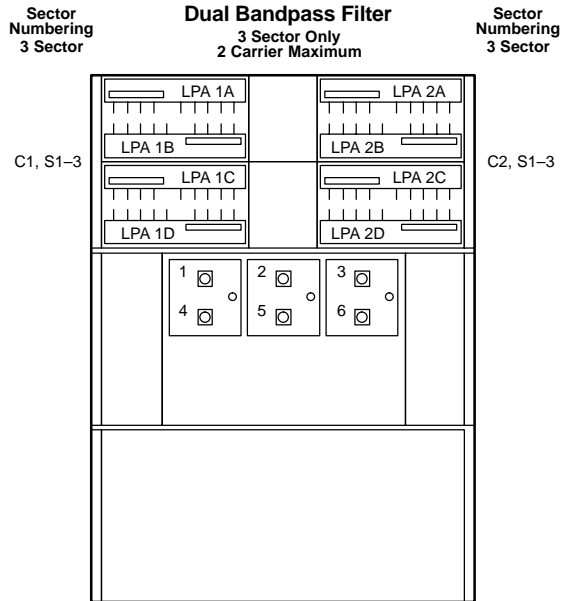 Sector
Numbering
3 Sector
Dual Bandpass Filter
3 Sector Only
2 Carrier Maximum
Sector
Numbering
3 Sector
LPA 1A
LPA 2A
LPA 1B
LPA 2B
C1, S1–3
C2, S1–3
LPA 1C
LPA 2C
LPA 1D
LPA 2D
1
2
3
4
5
6